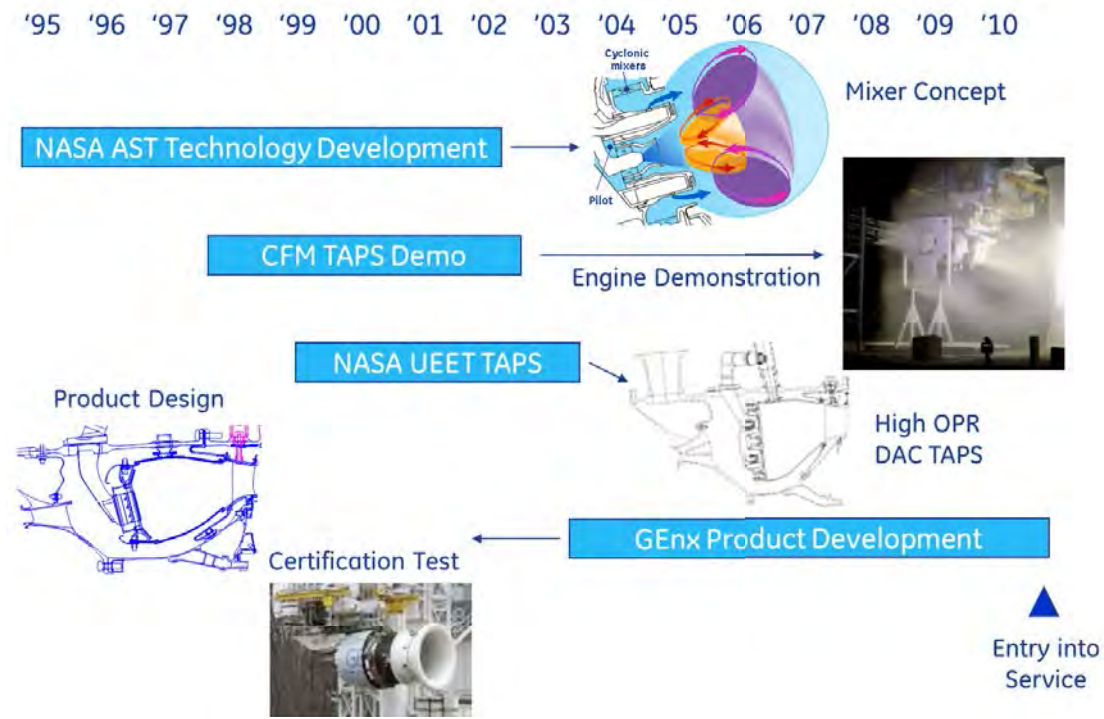 '95 '96 '97 '98 '99 '00 '01 '02 '03 '04 '05 '06 '07 '08 '09 '10
Cyclonic
mixers
Mixer Concept
NASA AST Technology Development
Pilot
CFM TAPS Demo
Engine Demonstration
NASA UEET TAPS
Product Design
High OPR
DAC TAPS
GEnx Product Development
Certification Test
Entry into
Service